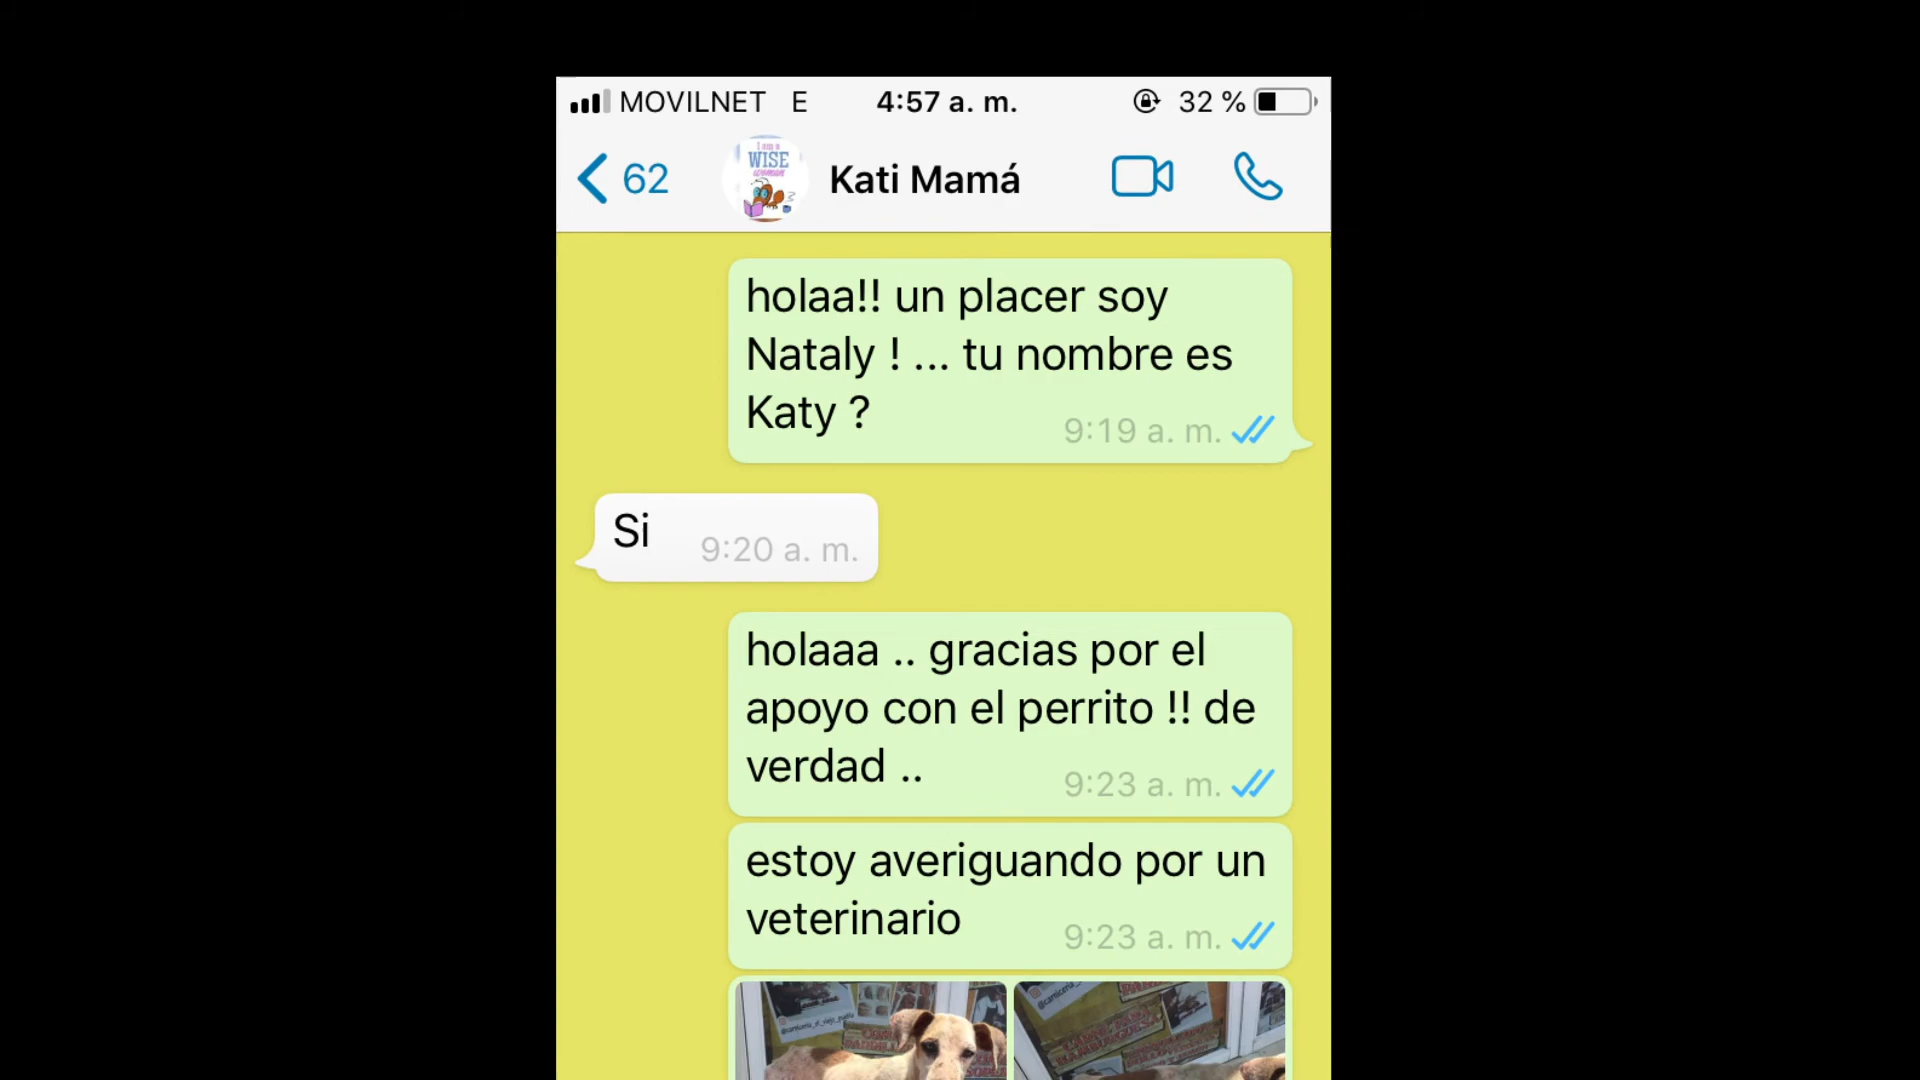 MOVILNET E 4:57 a. m. 32 %
62 Kati Mamá
I am a
WISE
holaa!! un placer soy
Nataly ! ... tu nombre es
Katy ?
9:19 a. m.
Si
9:20 a. m.
holaaa .. gracias por el
apoyo con el perrito !! de
verdad ..
9:23 a. m.
estoy averiguando por un
veterinario
9:23 a. m.